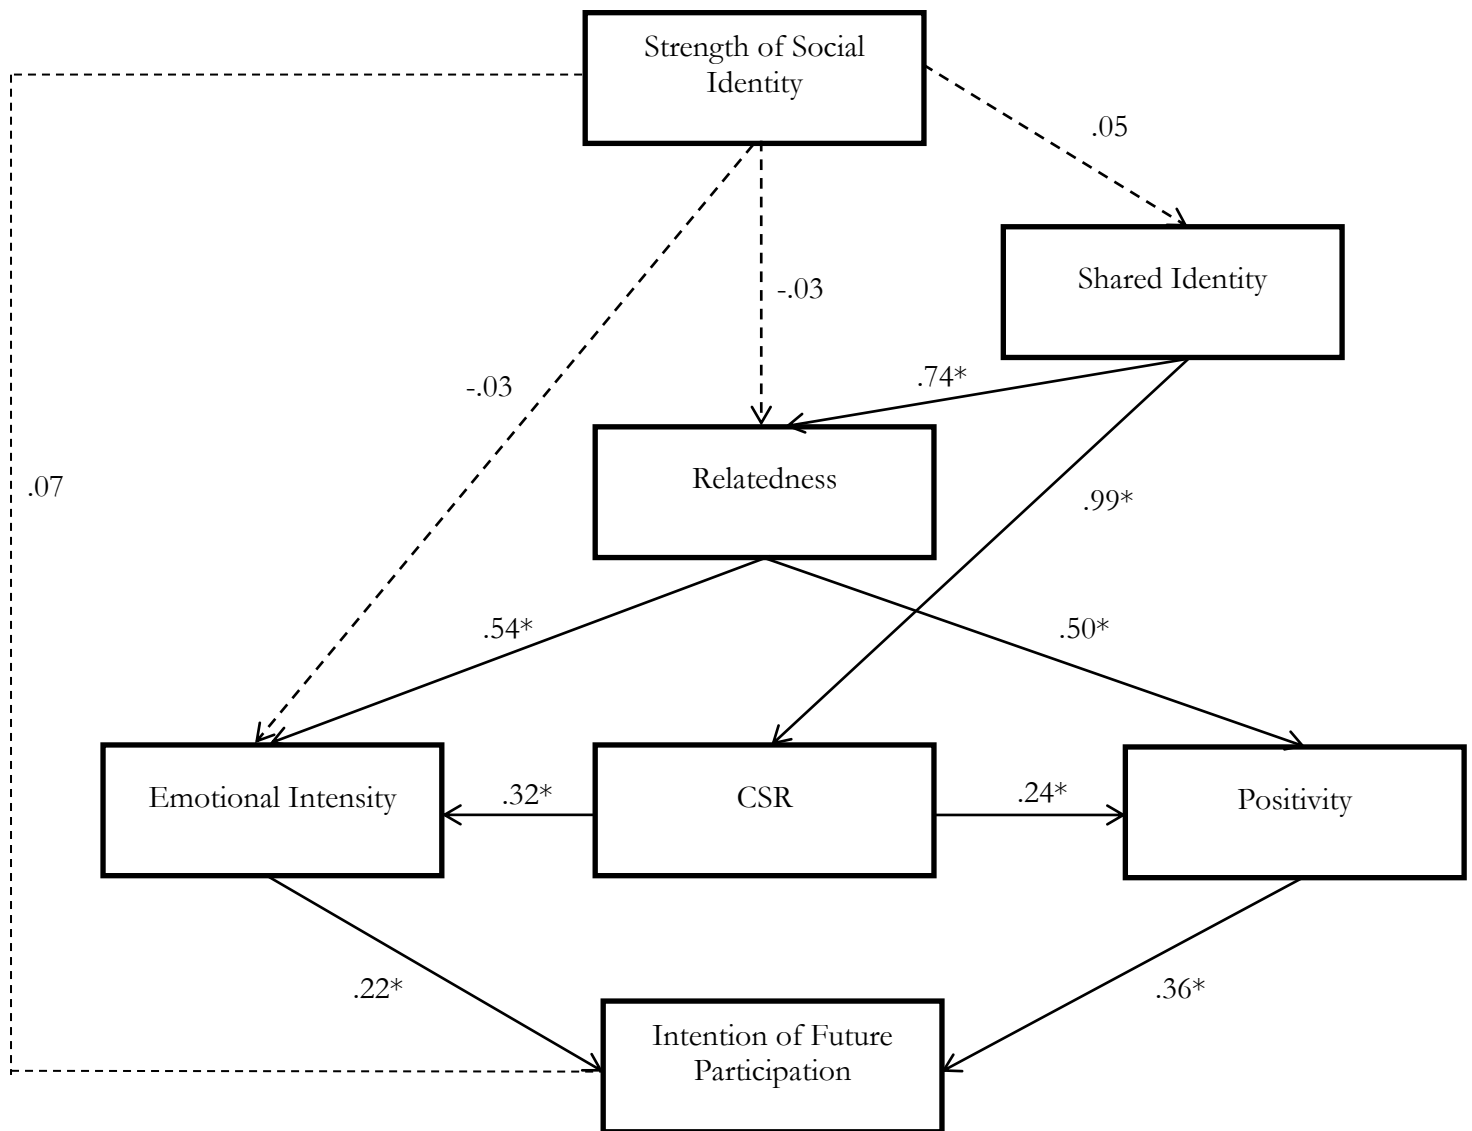 Strength of Social
Identity
.05
Shared Identity
-.03
.74*
-.03
Relatedness
.07
.99*
.54*
.50*
Emotional Intensity
.32*
CSR
.24*
Positivity
.22*
.36*
Intention of Future
Participation